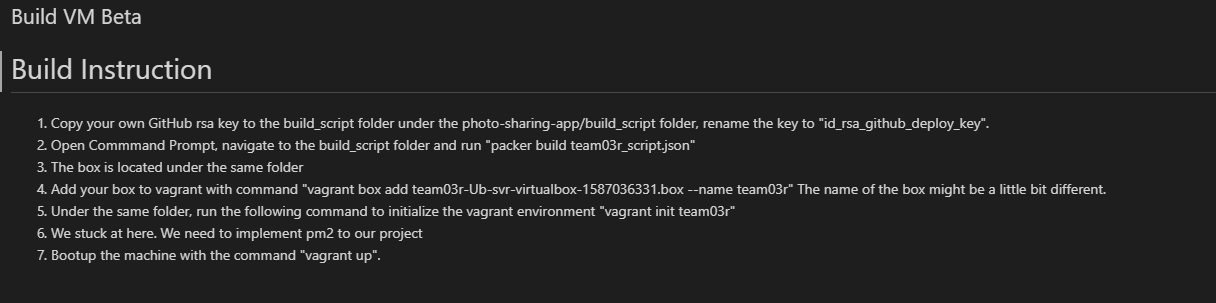 Build VM Beta
Build Instruction
1. Copy your own GitHub rsa key to the build_script folder under the photo-sharing-app/build_script folder, rename the key to "id_rsa_github_deploy_key".
2. Open Commmand Prompt, navigate to the build_script folder and run "packer build team03r_script.json"
3. The box is located under the same folder
4. Add your box to vagrant with command "vagrant box add team03r-Ub-svr-virtualbox-1587036331.box --name team03r" The name of the box might be a little bit different.
5. Under the same folder, run the following command to initialize the vagrant environment "vagrant init team03r"
6. We stuck at here. We need to implement pm2 to our project
7. Bootup the machine with the command "vagrant up".